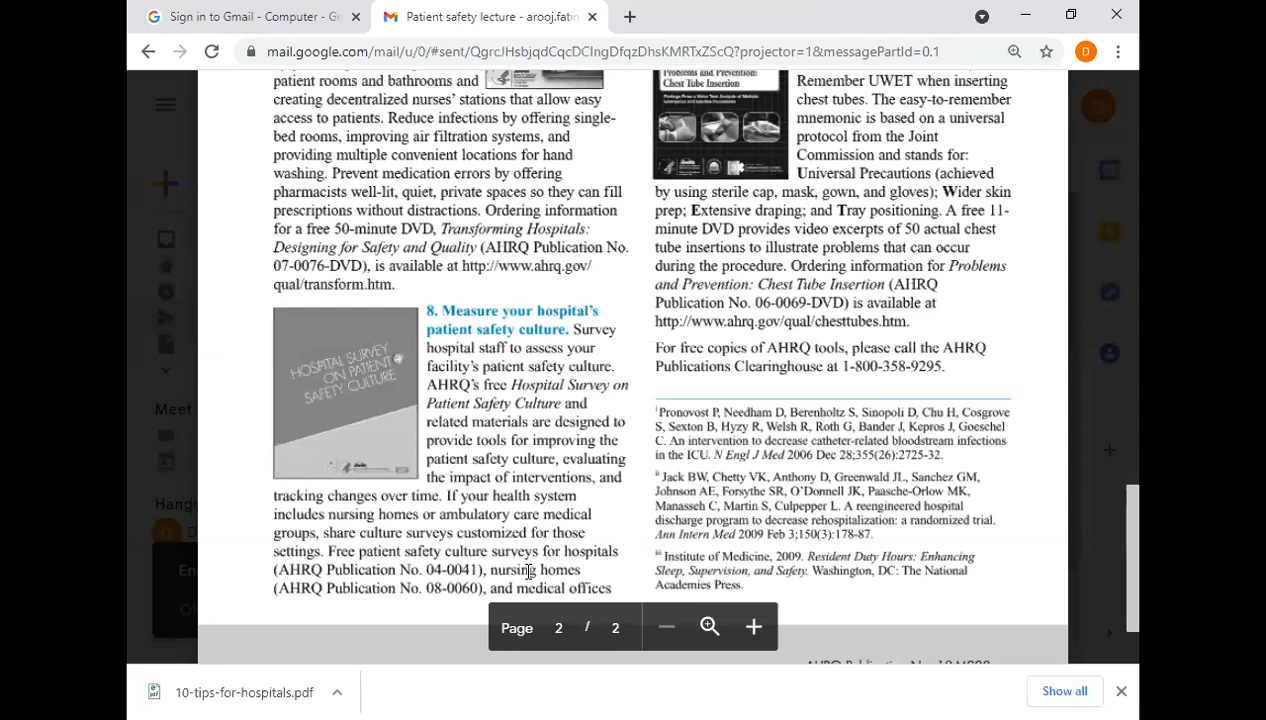 Sign in to Gmail - Computer - G
Patient safety lecture - arooj.fatin
mail.google.com/mail/u/0/#sent/QgrcJHsbjqdCqcDCIngDfqzDhsKMRTxZScQ?projector=1&messagePartId=0.1
D
patient rooms and bathrooms and
creating decentralized nurses' stations that allow easy
access to patients. Reduce infections by offering single-
bed rooms, improving air filtration systems, and
providing multiple convenient locations for hand
washing. Prevent medication errors by offering
pharmacists well-lit, quiet, private spaces so they can fill
prescriptions without distractions. Ordering information
for a free 50-minute DVD, Transforming Hospitals:
Designing for Safety and Quality (AHRQ Publication No.
07-0076-DVD), is available at http://www.ahrq.gov/
qual/transform.htm.
HOSPITAL SURVEY
ON PATIENT
SAFETY CULTURE
8. Measure your hospital's
patient safety culture. Survey
hospital staff to assess your
facility's patient safety culture.
AHRQ's free Hospital Survey on
Patient Safety Culture and
related materials are designed to
provide tools for improving the
patient safety culture, evaluating
the impact of interventions, and
tracking changes over time. If your health system
includes nursing homes or ambulatory care medical
groups, share culture surveys customized for those
settings. Free patient safety culture surveys for hospitals
(AHRQ Publication No. 04-0041), nursing homes
(AHRQ Publication No. 08-0060), and medical offices
Problems and Prevention:
Chest Tube Insertion
Remember UWET when inserting
chest tubes. The easy-to-remember
mnemonic is based on a universal
protocol from the Joint
Commission and stands for:
Universal Precautions (achieved
by using sterile cap, mask, gown, and gloves); Wider skin
prep; Extensive draping; and Tray positioning. A free 11-
minute DVD provides video excerpts of 50 actual chest
tube insertions to illustrate problems that can occur
during the procedure. Ordering information for Problems
and Prevention: Chest Tube Insertion (AHRQ
Publication No. 06-0069-DVD) is available at
http://www.ahrq.gov/qual/chesttubes.htm.
For free copies of AHRQ tools, please call the AHRQ
Publications Clearinghouse at 1-800-358-9295.
i Pronovost P, Needham D, Berenholtz S, Sinopoli D, Chu H, Cosgrove
S, Sexton B, Hyzy R, Welsh R, Roth G, Bander J, Kepros J, Goeschel
C. An intervention to decrease catheter-related bloodstream infections
in the ICU. N Engl J Med 2006 Dec 28;355(26):2725-32.
ii Jack BW, Chetty VK, Anthony D, Greenwald JL, Sanchez GM,
Johnson AE, Forsythe SR, O'Donnell JK, Paasche-Orlow MK,
Manasseh C, Martin S, Culpepper L. A reengineered hospital
discharge program to decrease rehospitalization: a randomized trial.
Ann Intern Med 2009 Feb 3;150(3):178-87.
iii Institute of Medicine, 2009. Resident Duty Hours: Enhancing
Sleep, Supervision, and Safety. Washington, DC: The National
Academies Press.
Meet
Hang
En
Page 2 / 2
10-tips-for-hospitals.pdf
Show all